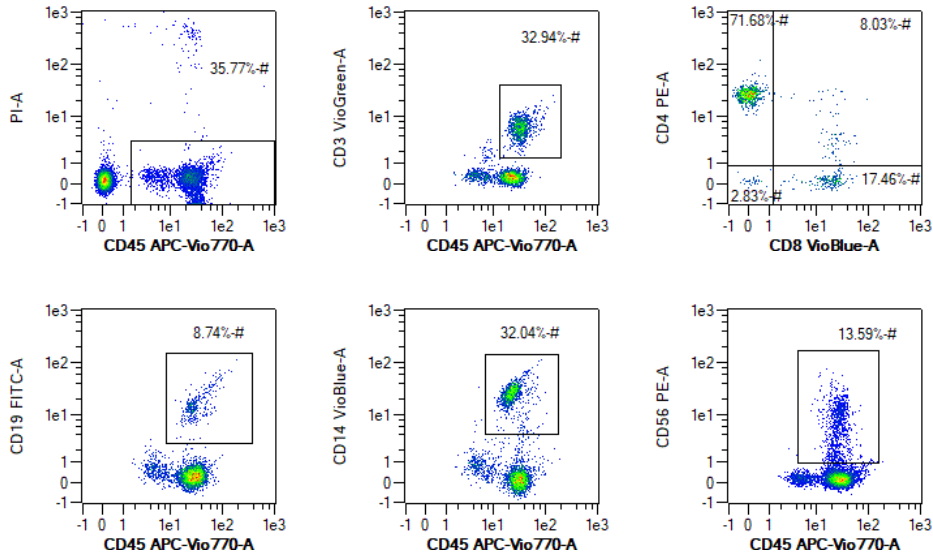 1e3
1e2
1e1
1
0
-1
PI-A
35.77%-#
-1 0 1 1e1 1e2 1e3
CD45 APC-Vio770-A
1e3
1e2
1e1
1
0
-1
CD3 VioGreen-A
32.94%-#
-1 0 1 1e1 1e2 1e3
CD45 APC-Vio770-A
1e3
1e2
1e1
1
0
-1
CD4 PE-A
71.68%-#
8.03%-#
2.83%-#
17.46%-#
-1 0 1 1e1 1e2 1e3
CD8 VioBlue-A
1e3
1e2
1e1
1
0
-1
CD19 FITC-A
8.74%-#
-1 0 1 1e1 1e2 1e3
CD45 APC-Vio770-A
1e3
1e2
1e1
1
0
-1
CD14 VioBlue-A
32.04%-#
-1 0 1 1e1 1e2 1e3
CD45 APC-Vio770-A
1e3
1e2
1e1
1
0
-1
CD56 PE-A
13.59%-#
-1 0 1 1e1 1e2 1e3
CD45 APC-Vio770-A